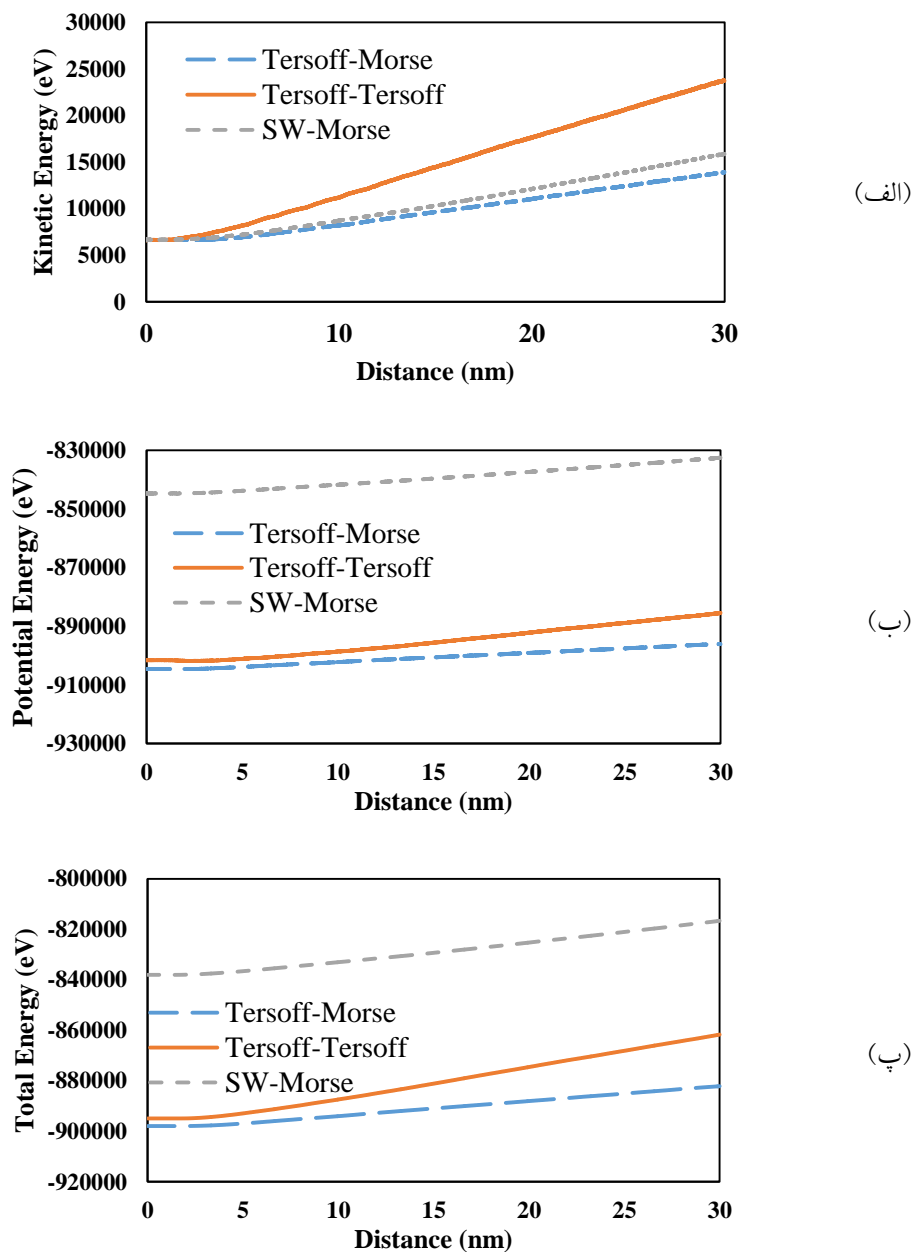 30000
25000
20000
15000
10000
5000
0
Kinetic Energy (eV)
Tersoff-Morse
Tersoff-Tersoff
SW-Morse
0 10 20 30
Distance (nm)
(الف)
-830000
-850000
-870000
-890000
-910000
-930000
Potential Energy (eV)
Tersoff-Morse
Tersoff-Tersoff
SW-Morse
0 5 10 15 20 25 30
Distance (nm)
(ب)
-800000
-820000
-840000
-860000
-880000
-900000
-920000
Total Energy (eV)
Tersoff-Morse
Tersoff-Tersoff
SW-Morse
0 5 10 15 20 25 30
Distance (nm)
(پ)